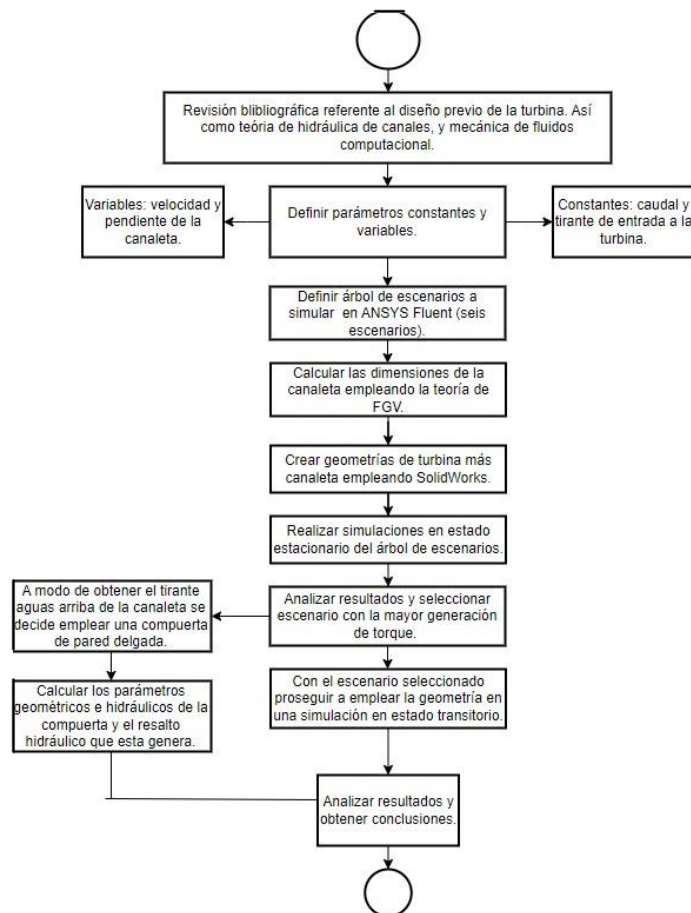 Revisión blibliográfica referente al diseño previo de la turbina. Así
como teória de hidráulica de canales, y mecánica de fluidos
computacional.
Variables: velocidad y
pendiente de la
canaleta.
Definir parámetros constantes y
variables.
Constantes: caudal y
tirante de entrada a la
turbina.
Definir árbol de escenarios a
simular en ANSYS Fluent (seis
escenarios).
Calcular las dimensiones de la
canaleta empleando la teoría de
FGV.
Crear geometrías de turbina más
canaleta empleando SolidWorks.
Realizar simulaciones en estado
estacionario del árbol de escenarios.
A modo de obtener el tirante
aguas arriba de la canaleta se
decide emplear una compuerta
de pared delgada.
Analizar resultados y seleccionar
escenario con la mayor generación
de torque.
Calcular los parámetros
geométricos e hidráulicos de la
compuerta y el resalto
hidráulico que esta genera.
Con el escenario seleccionado
proseguir a emplear la geometría en
una simulación en estado transitorio.
Analizar resultados y
obtener conclusiones.